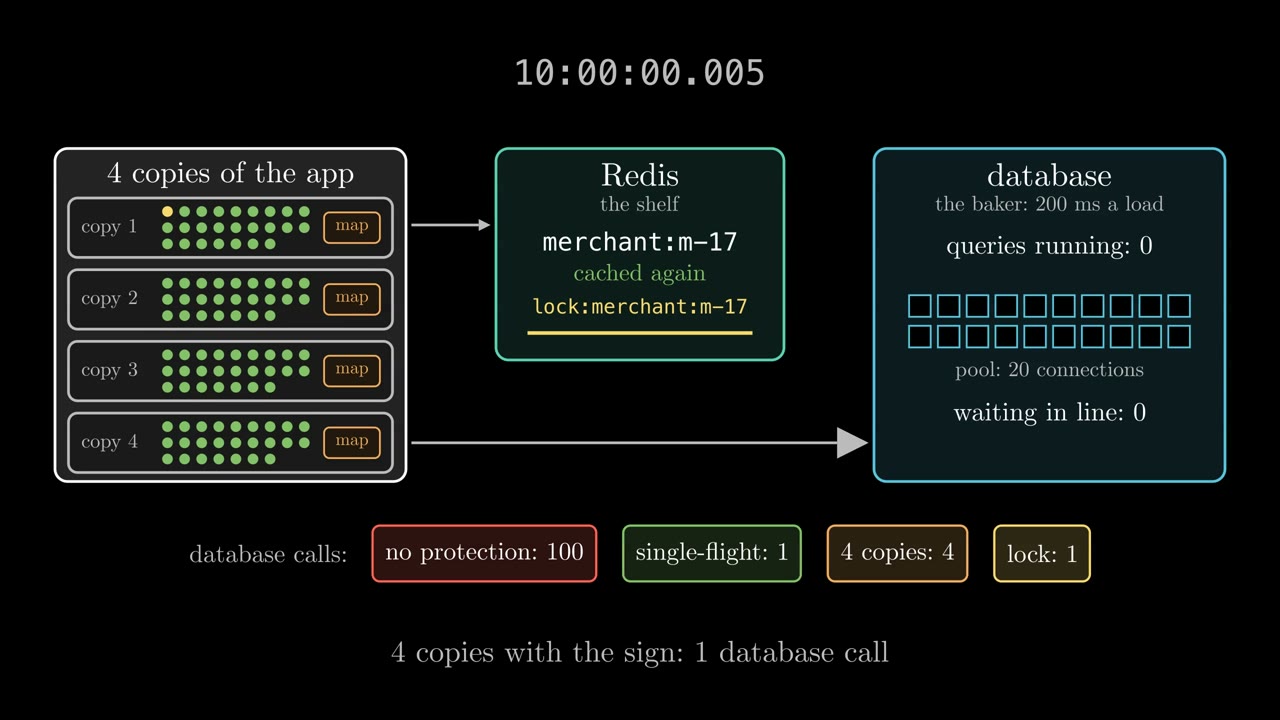 10:00:00.005
4 copies of the app
copy 1
map
copy 2
map
copy 3
map
copy 4
map
Redis
the shelf
merchant:m-17
cached again
lock:merchant:m-17
database
the baker: 200 ms a load
queries running: 0
pool: 20 connections
waiting in line: 0
database calls:
no protection: 100
single-flight: 1
4 copies: 4
lock: 1
4 copies with the sign: 1 database call